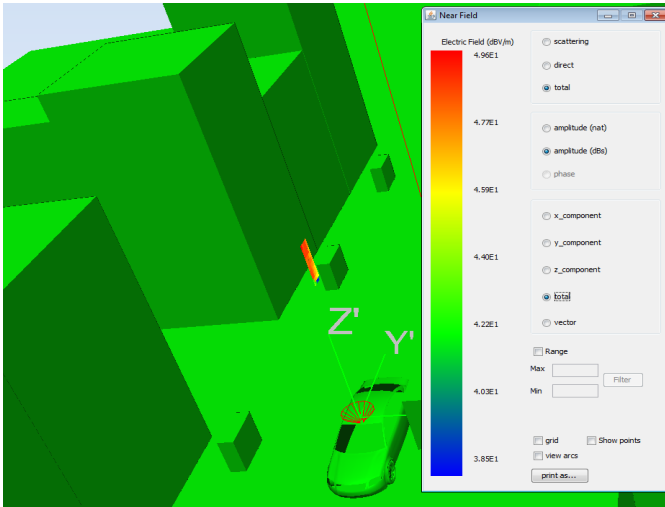 Near Field
Electric Field (dBV/m)
4.96E1
4.77E1
4.59E1
4.40E1
4.22E1
4.03E1
3.85E1
scattering
direct
total
amplitude (nat)
amplitude (dBs)
phase
x_component
y_component
z_component
total
vector
Range
Max
Min
Filter
grid
Show points
view arcs
print as...
Z'
Y'